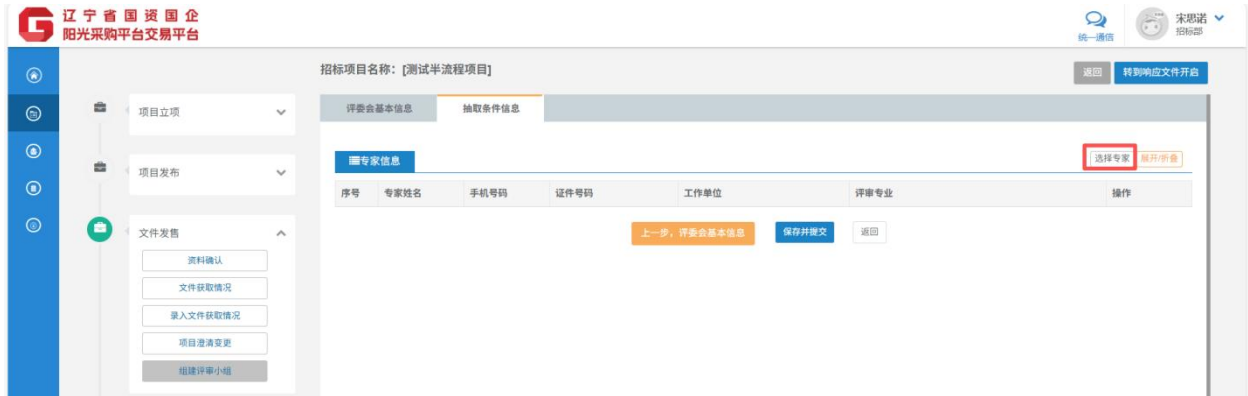 辽宁省国资国企
阳光采购平台交易平台
统一通信
宋思诺
招标部
招标项目名称：[测试半流程项目]
返回
转到响应文件开启
项目立项
项目发布
文件发售
资料确认
文件获取情况
录入文件获取情况
项目澄清变更
组建评审小组
评委会基本信息
抽取条件信息
专家信息
选择专家
展开/折叠
序号 专家姓名 手机号码 证件号码 工作单位 评审专业 操作
上一步，评委会基本信息
保存并提交
返回